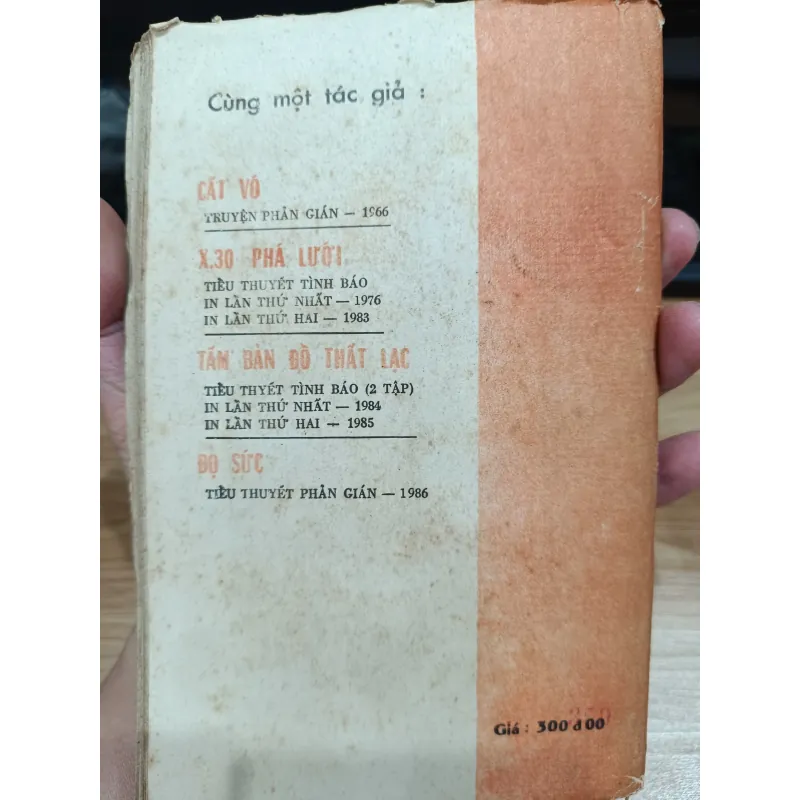 Cùng một tác giả :
CẤT VÓ
TRUYỆN PHẢN GIÁN — 1966
X.30 PHÁ LƯỚI
TIỂU THUYẾT TÌNH BÁO
IN LẦN THỨ NHẤT — 1976
IN LẦN THỨ HAI — 1983
TẤM BẢN ĐỒ THẤT LẠC
TIỂU THYẾT TÌNH BÁO (2 TẬP)
IN LẦN THỨ NHẤT — 1984
IN LẦN THỨ HAI — 1985
ĐỌ SỨC
TIỂU THUYẾT PHẢN GIÁN — 1986
Giá : 300 đ 00